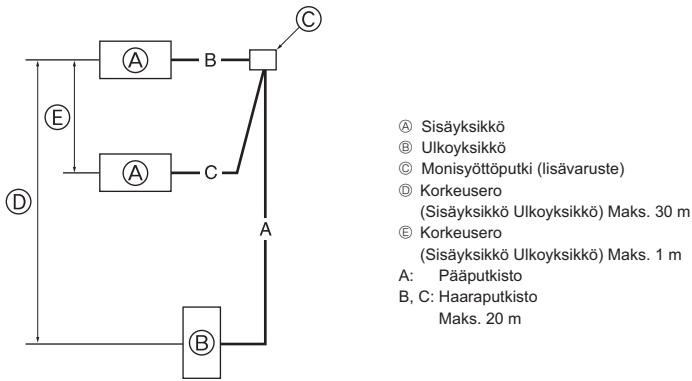 Ⓒ
Ⓐ B
Ⓔ
Ⓐ C
Ⓓ
A
Ⓑ
Ⓐ Sisäyksikkö
Ⓑ Ulkoyksikkö
Ⓒ Monisyöttöputki (lisävaruste)
Ⓓ Korkeusero
(Sisäyksikkö Ulkoyksikkö) Maks. 30 m
Ⓔ Korkeusero
(Sisäyksikkö Ulkoyksikkö) Maks. 1 m
A: Pääputkisto
B, C: Haaraputkisto
Maks. 20 m